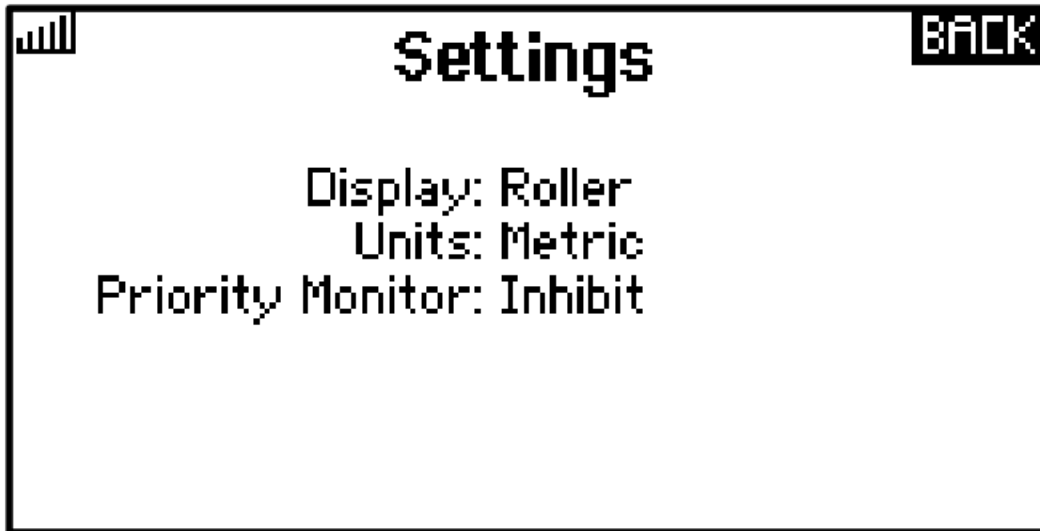 BACK
Settings
Display: Roller
Units: Metric
Priority Monitor: Inhibit